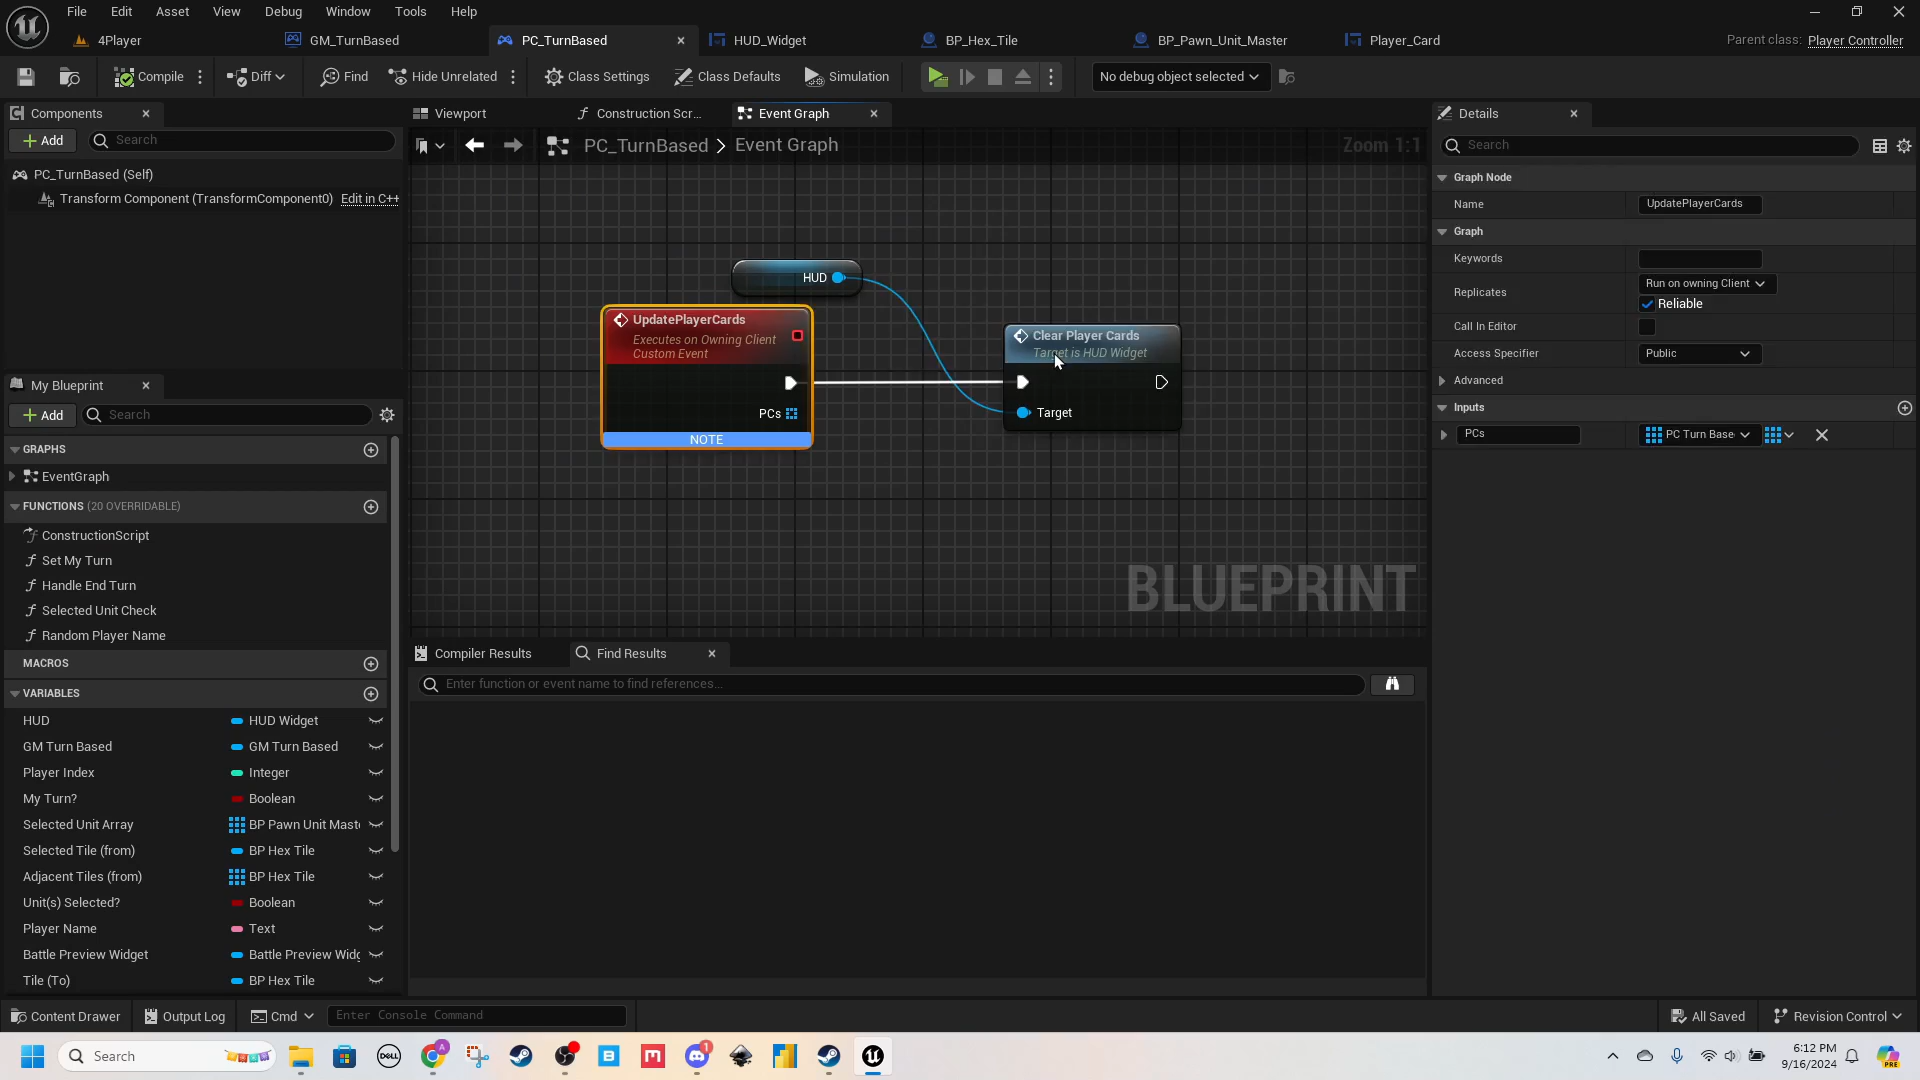 File Edit Asset View Debug Window Tools Help
4Player GM_TurnBased PC_TurnBased HUD_Widget BP_Hex_Tile BP_Pawn_Unit_Master Player_Card Parent class: Player Controller
Compile Diff Find Hide Unrelated Class Settings Class Defaults Simulation No debug object selected
Components Viewport Construction Scr... Event Graph Details
Add Search PC_TurnBased Event Graph Zoom 1:1 Search
PC_TurnBased (Self)
Transform Component (TransformComponent0) Edit in C++
Graph Node
Name UpdatePlayerCards
Graph
Keywords
Replicates Run on owning Client
Reliable
Call In Editor
Access Specifier Public
Advanced
Inputs
PCs PC Turn Base
HUD
UpdatePlayerCards
Executes on Owning Client
Custom Event
PCs
NOTE
Clear Player Cards
Target is HUD Widget
Target
BLUEPRINT
My Blueprint
Add Search
GRAPHS
EventGraph
FUNCTIONS (20 OVERRIDABLE)
ConstructionScript
Set My Turn
Handle End Turn
Selected Unit Check
Random Player Name
MACROS
VARIABLES
HUD HUD Widget
GM Turn Based GM Turn Based
Player Index Integer
My Turn? Boolean
Selected Unit Array BP Pawn Unit Mast
Selected Tile (from) BP Hex Tile
Adjacent Tiles (from) BP Hex Tile
Unit(s) Selected? Boolean
Player Name Text
Battle Preview Widget Battle Preview Widg
Tile (To) BP Hex Tile
Compiler Results Find Results
Enter function or event name to find references...
Content Drawer Output Log Cmd Enter Console Command All Saved Revision Control
Search DELL 1 6:12 PM
9/16/2024 PRE